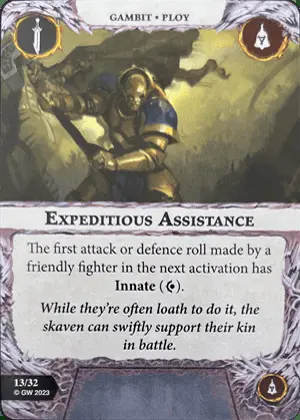 GAMBIT • PLOY
EXPEDITIOUS ASSISTANCE
The first attack or defence roll made by a
friendly fighter in the next activation has
Innate ( ).
While they're often loath to do it, the
skaven can swiftly support their kin
in battle.
13/32
© GW 2023